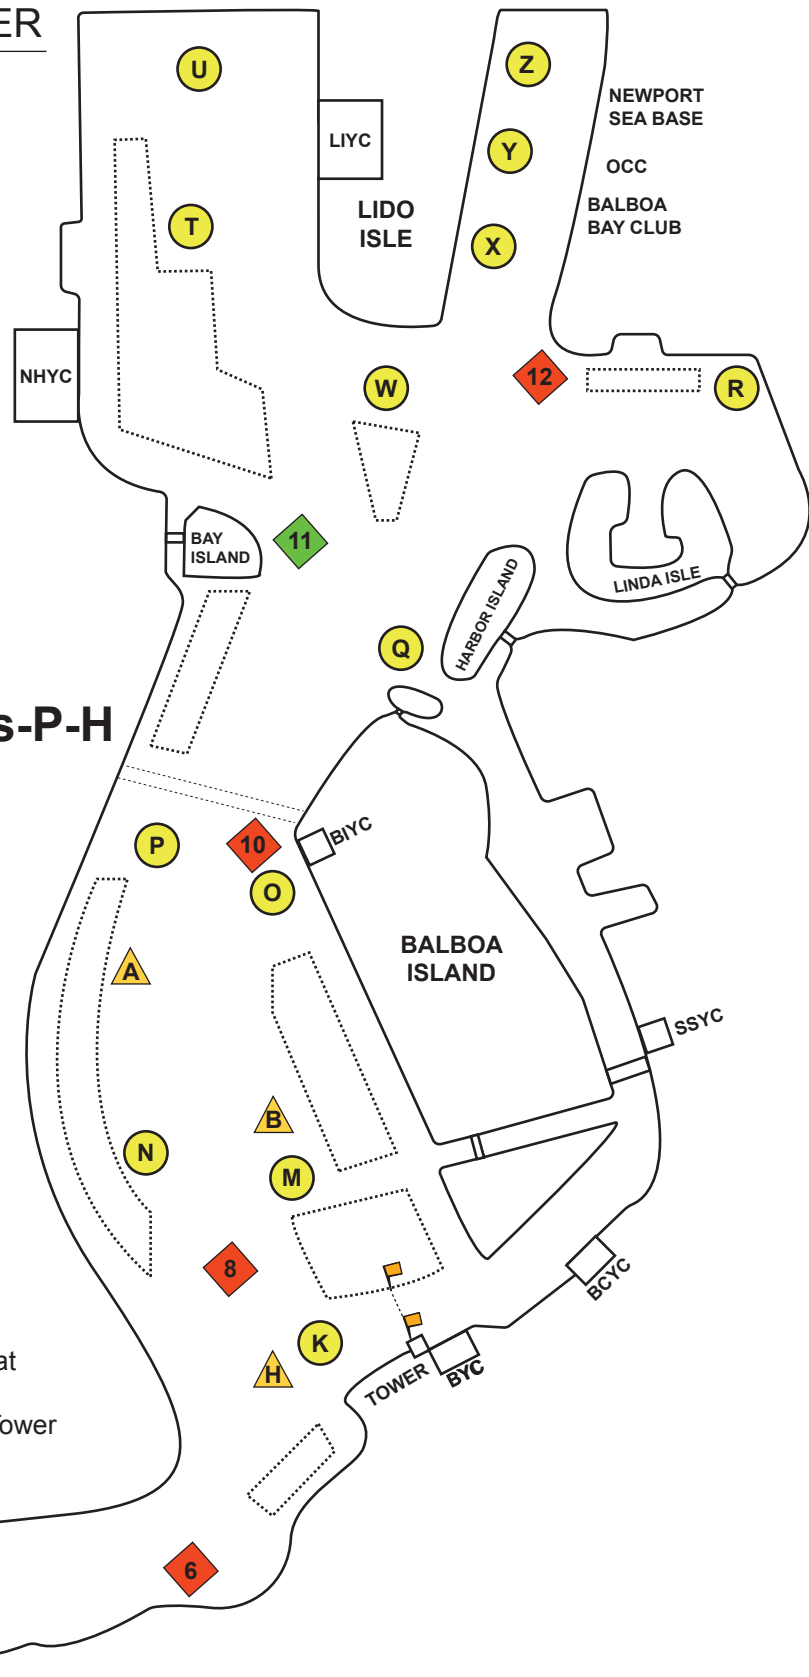 ER
U
Z
NEWPORT
SEA BASE
LIYC
Y
OCC
T
LIDO
ISLE
BALBOA
BAY CLUB
X
NHYC
W
12
R
11
BAY
ISLAND
LINDA ISLE
HARBOR ISLAND
Q
s-P-H
P
10
BIYC
O
A
BALBOA
ISLAND
SSYC
B
N
M
8
BCYC
K
at
H
TOWER
BYC
ower
6